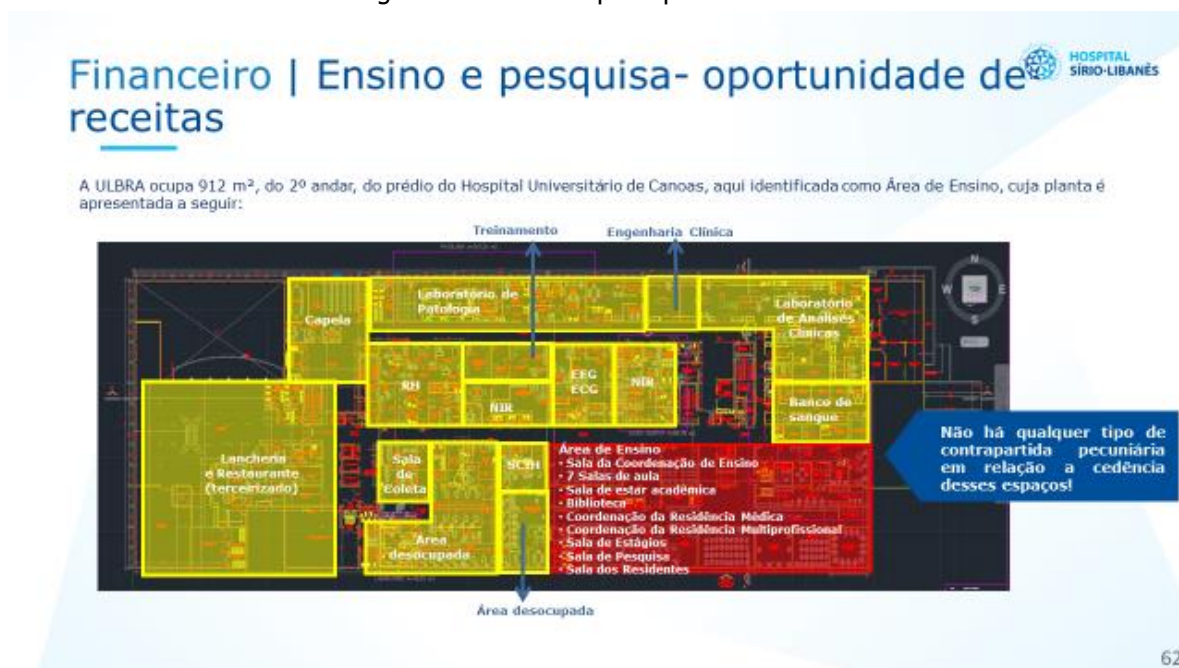 Financeiro | Ensino e pesquisa- oportunidade de
receitas
HOSPITAL
SÍRIO-LIBANÊS
A ULBRA ocupa 912 m², do 2º andar, do prédio do Hospital Universitário de Canoas, aqui identificada como Área de Ensino, cuja planta é
apresentada a seguir:
Treinamento
Engenharia Clínica
Capela
Laboratório de
Patologia
Laboratório
de Análises
Clínicas
N
W
E
S
RH
NIR
EEG
ECG
NIR
Banco de
sangue
Lancheria
e Restaurante
(terceirizado)
Sala
de
Coleta
SCIH
Área
desocupada
Área de Ensino
- Sala da Coordenação de Ensino
- 7 Salas de aula
- Sala de estar acadêmica
- Biblioteca
- Coordenação da Residência Médica
- Coordenação da Residência Multiprofissional
- Sala de Estágios
- Sala de Pesquisa
- Sala dos Residentes
Não há qualquer tipo de
contrapartida pecuniária
em relação a cedência
desses espaços!
Área desocupada
62